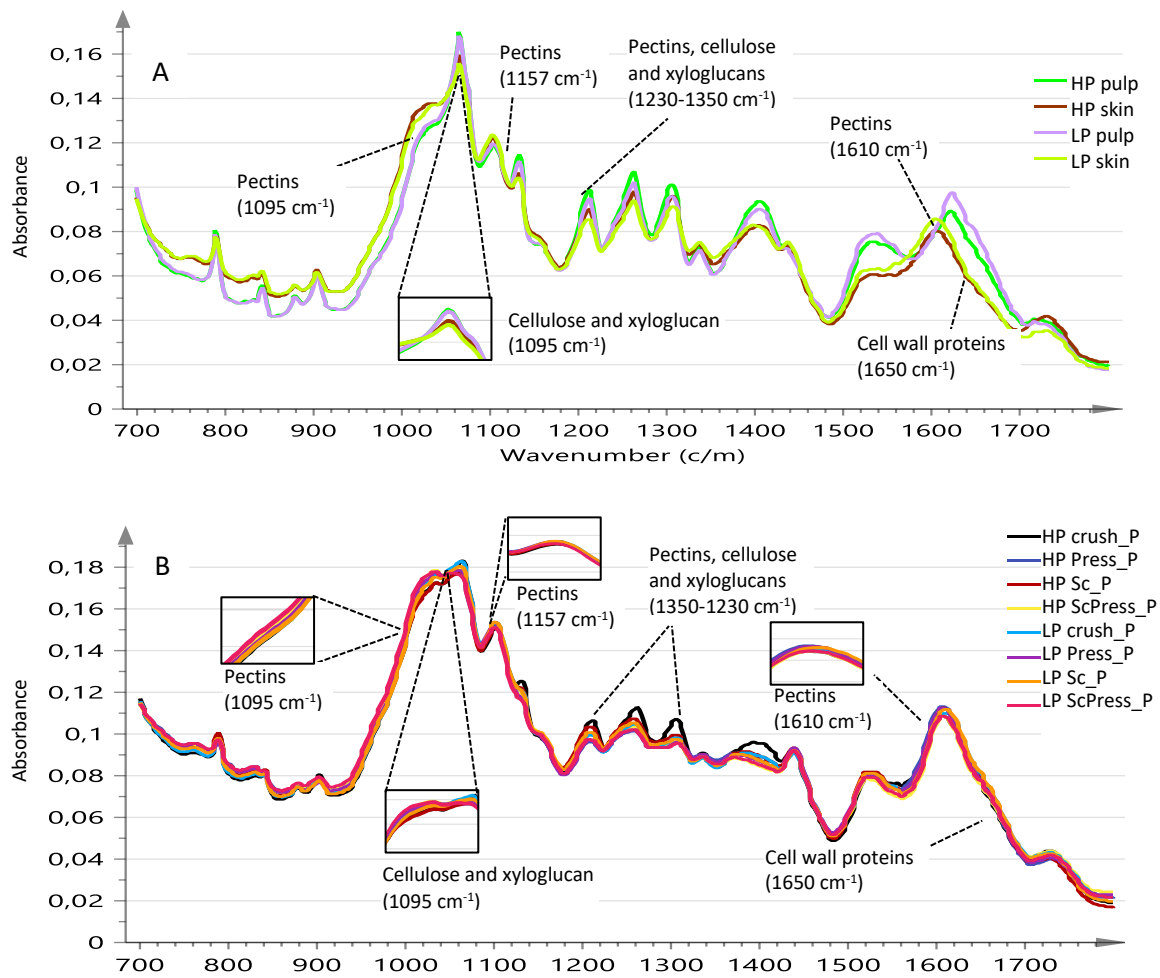 A
Absorbance
0,16
0,14
0,12
0,1
0,08
0,06
0,04
0,02
0
700 800 900 1000 1100 1200 1300 1400 1500 1600 1700
Wavenumber (c/m)
Pectins
(1095 cm-1)
Pectins
(1157 cm-1)
Pectins, cellulose
and xyloglucans
(1230-1350 cm-1)
Pectins
(1610 cm-1)
Cellulose and xyloglucan
(1095 cm-1)
Cell wall proteins
(1650 cm-1)
HP pulp
HP skin
LP pulp
LP skin
B
Absorbance
0,18
0,16
0,14
0,12
0,1
0,08
0,06
0,04
0,02
0
700 800 900 1000 1100 1200 1300 1400 1500 1600 1700
Pectins
(1095 cm-1)
Pectins
(1157 cm-1)
Pectins, cellulose
and xyloglucans
(1350-1230 cm-1)
Pectins
(1610 cm-1)
Cellulose and xyloglucan
(1095 cm-1)
Cell wall proteins
(1650 cm-1)
HP crush_P
HP Press_P
HP Sc_P
HP ScPress_P
LP crush_P
LP Press_P
LP Sc_P
LP ScPress_P